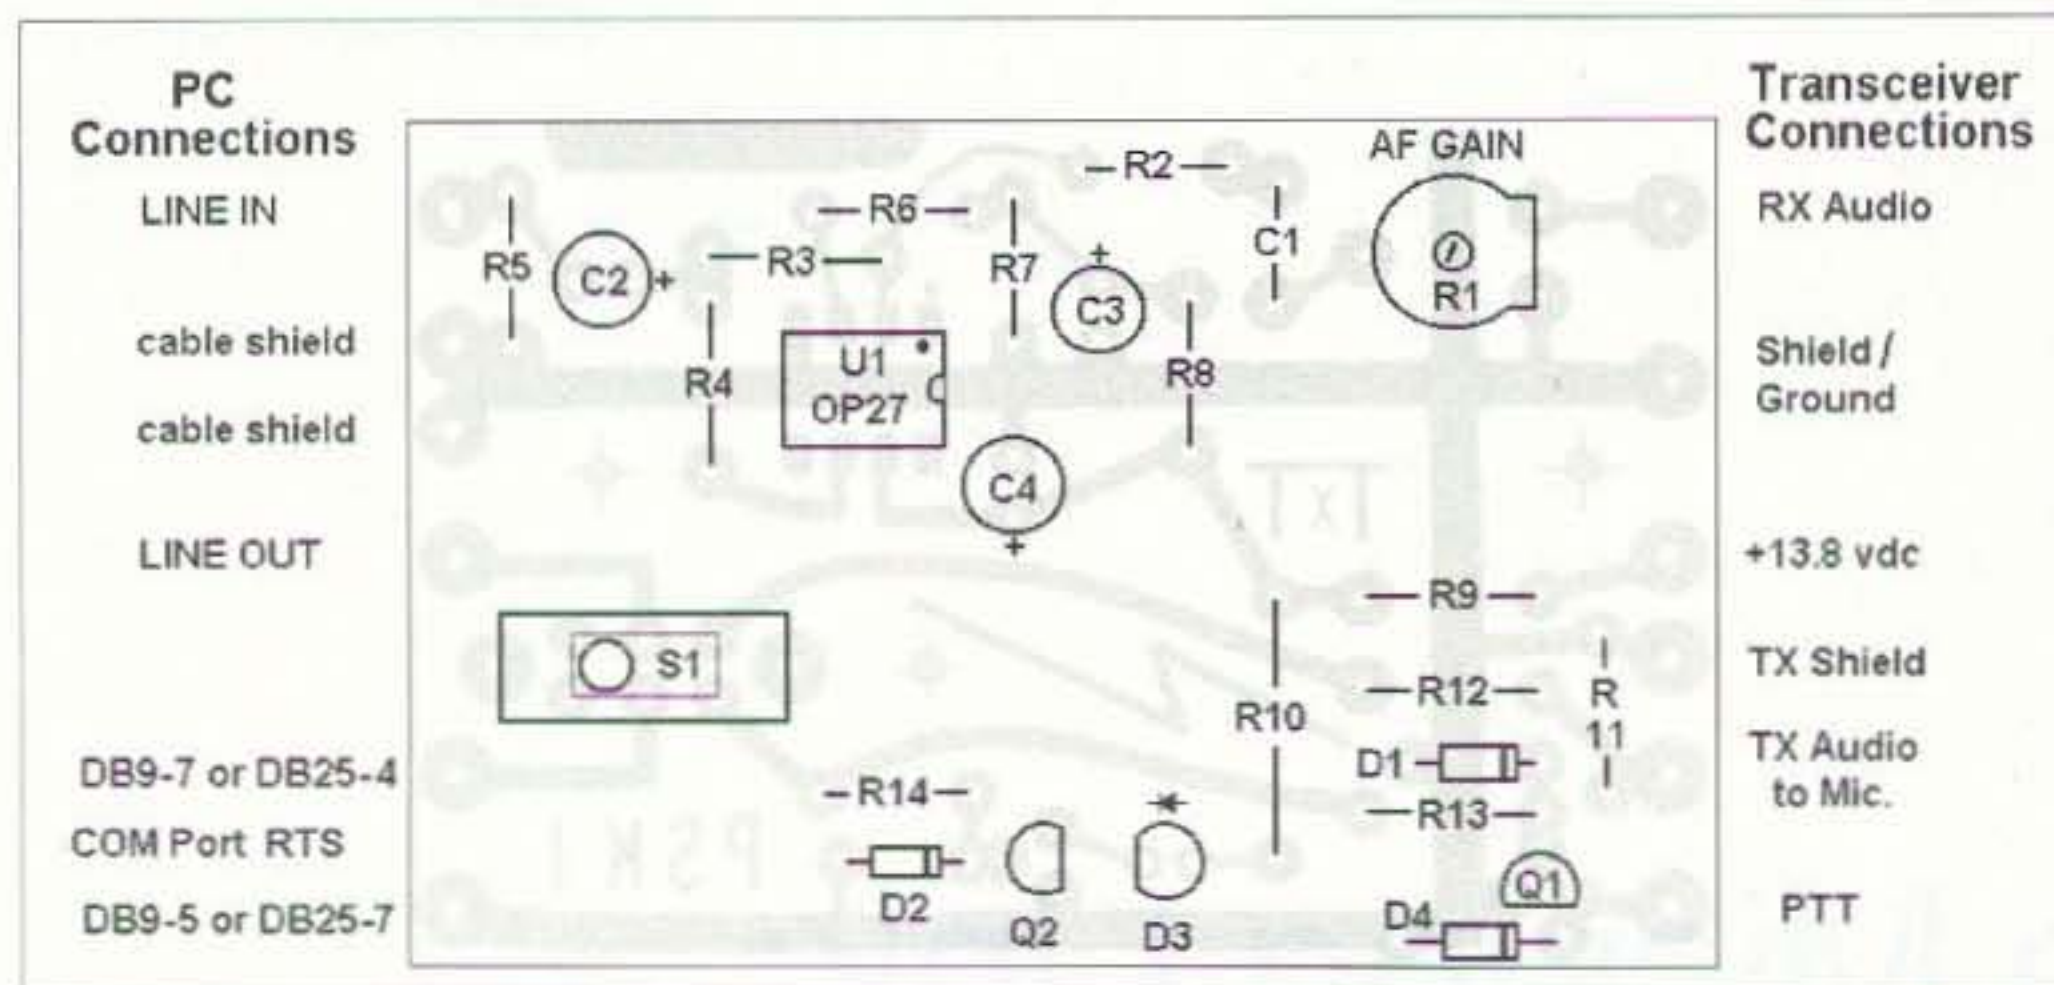 PC
Connections
LINE IN
cable shield
cable shield
LINE OUT
DB9-7 or DB25-4
COM Port RTS
DB9-5 or DB25-7
R2
AF GAIN
R6
R5
C2
+
R3
R7
+
C3
C1
R1
R4
U1
OP27
R8
C4
+
TX1
S1
R9
R12
R
11
R10
D1
R13
R14
PSK1
D2
Q2
D3
Q1
D4
Transceiver
Connections
RX Audio
Shield /
Ground
+13.8 vdc
TX Shield
TX Audio
to Mic.
PTT